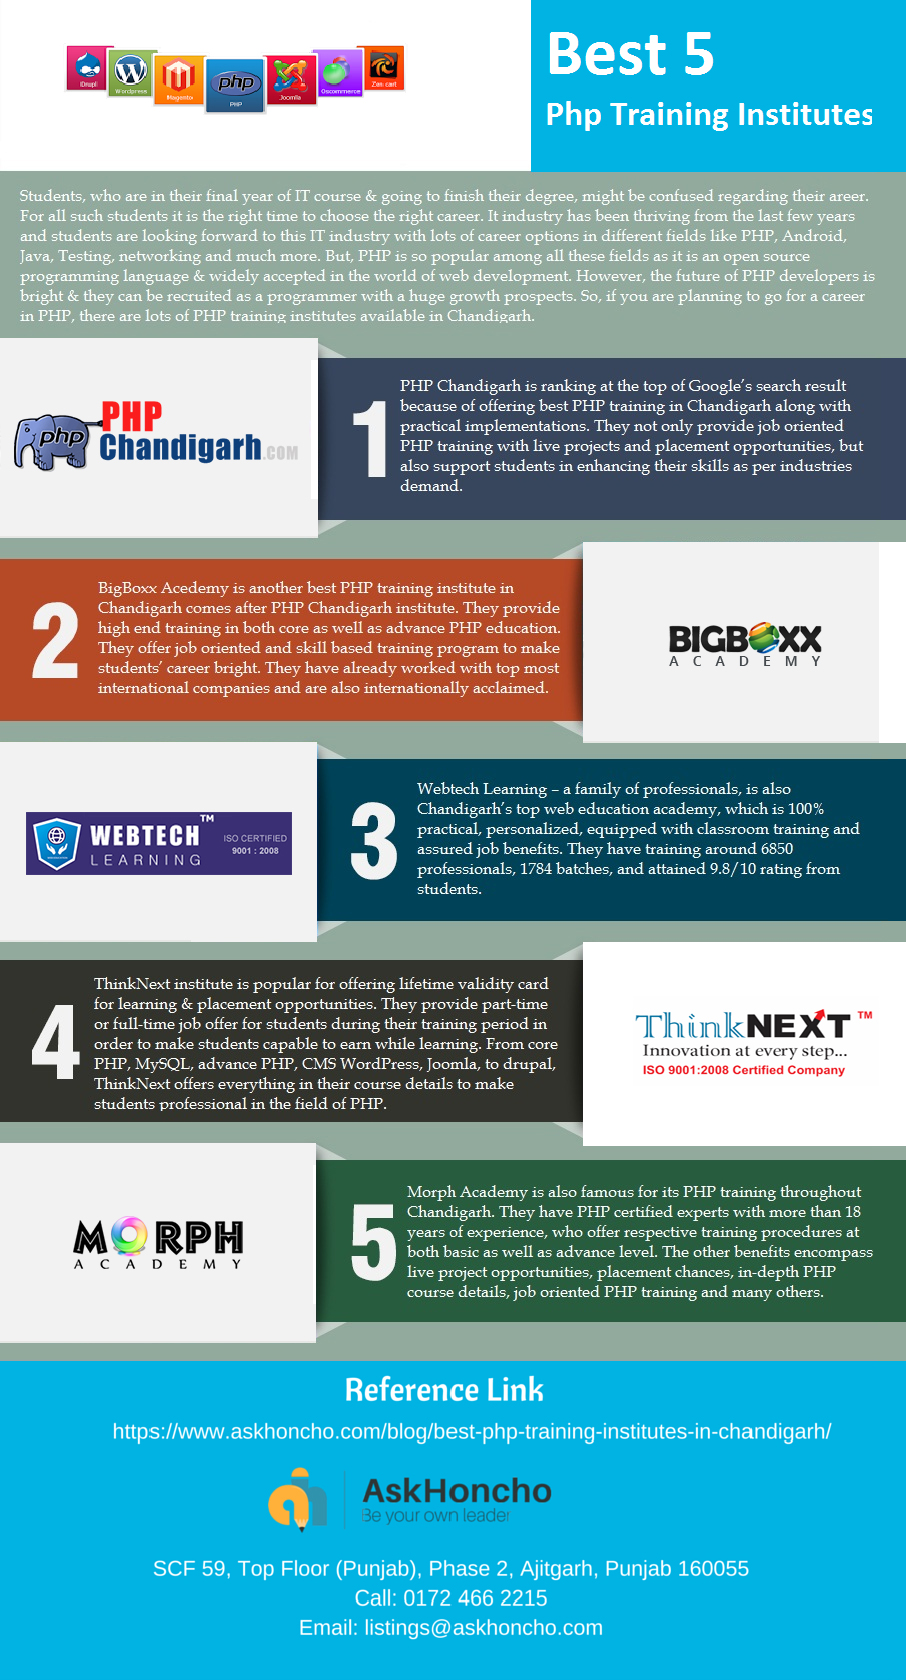 Drupl
Wordpress
Magento
php
PHP
Joomla
Oscommerce
Zen cart
Best 5
Php Training Institutes
Students, who are in their final year of IT course & going to finish their degree, might be confused regarding their areer.
For all such students it is the right time to choose the right career. It industry has been thriving from the last few years
and students are looking forward to this IT industry with lots of career options in different fields like PHP, Android,
Java, Testing, networking and much more. But, PHP is so popular among all these fields as it is an open source
programming language & widely accepted in the world of web development. However, the future of PHP developers is
bright & they can be recruited as a programmer with a huge growth prospects. So, if you are planning to go for a career
in PHP, there are lots of PHP training institutes available in Chandigarh.
php
PHP
Chandigarh.COM
1
PHP Chandigarh is ranking at the top of Google's search result
because of offering best PHP training in Chandigarh along with
practical implementations. They not only provide job oriented
PHP training with live projects and placement opportunities, but
also support students in enhancing their skills as per industries
demand.
2
BigBoxx Acedemy is another best PHP training institute in
Chandigarh comes after PHP Chandigarh institute. They provide
high end training in both core as well as advance PHP education.
They offer job oriented and skill based training program to make
students' career bright. They have already worked with top most
international companies and are also internationally acclaimed.
BIGBOXX
ACADEMY
WEBTECH TM
LEARNING
ISO CERTIFIED
9001 : 2008
3
Webtech Learning – a family of professionals, is also
Chandigarh's top web education academy, which is 100%
practical, personalized, equipped with classroom training and
assured job benefits. They have training around 6850
professionals, 1784 batches, and attained 9.8/10 rating from
students.
4
ThinkNext institute is popular for offering lifetime validity card
for learning & placement opportunities. They provide part-time
or full-time job offer for students during their training period in
order to make students capable to earn while learning. From core
PHP, MySQL, advance PHP, CMS WordPress, Joomla, to drupal,
ThinkNext offers everything in their course details to make
students professional in the field of PHP.
ThinkNEXT TM
Innovation at every step...
ISO 9001:2008 Certified Company
MORPH
ACADEMY
5
Morph Academy is also famous for its PHP training throughout
Chandigarh. They have PHP certified experts with more than 18
years of experience, who offer respective training procedures at
both basic as well as advance level. The other benefits encompass
live project opportunities, placement chances, in-depth PHP
course details, job oriented PHP training and many others.
Reference Link
https://www.askhoncho.com/blog/best-php-training-institutes-in-chandigarh/
AskHoncho
Be your own leader
SCF 59, Top Floor (Punjab), Phase 2, Ajitgarh, Punjab 160055
Call: 0172 466 2215
Email: listings@askhoncho.com